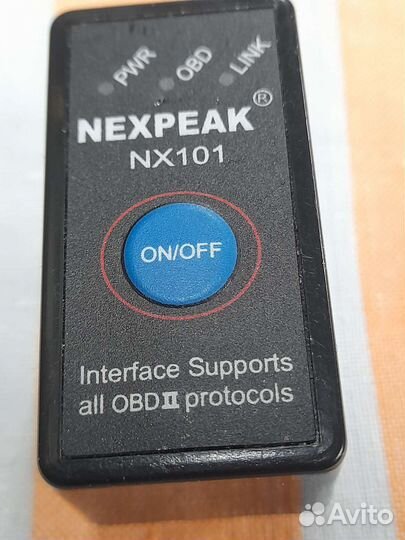 PWR OBD LINK
NEXPEAK®
NX101
ON/OFF
Interface Supports
all OBDII protocols
Avito